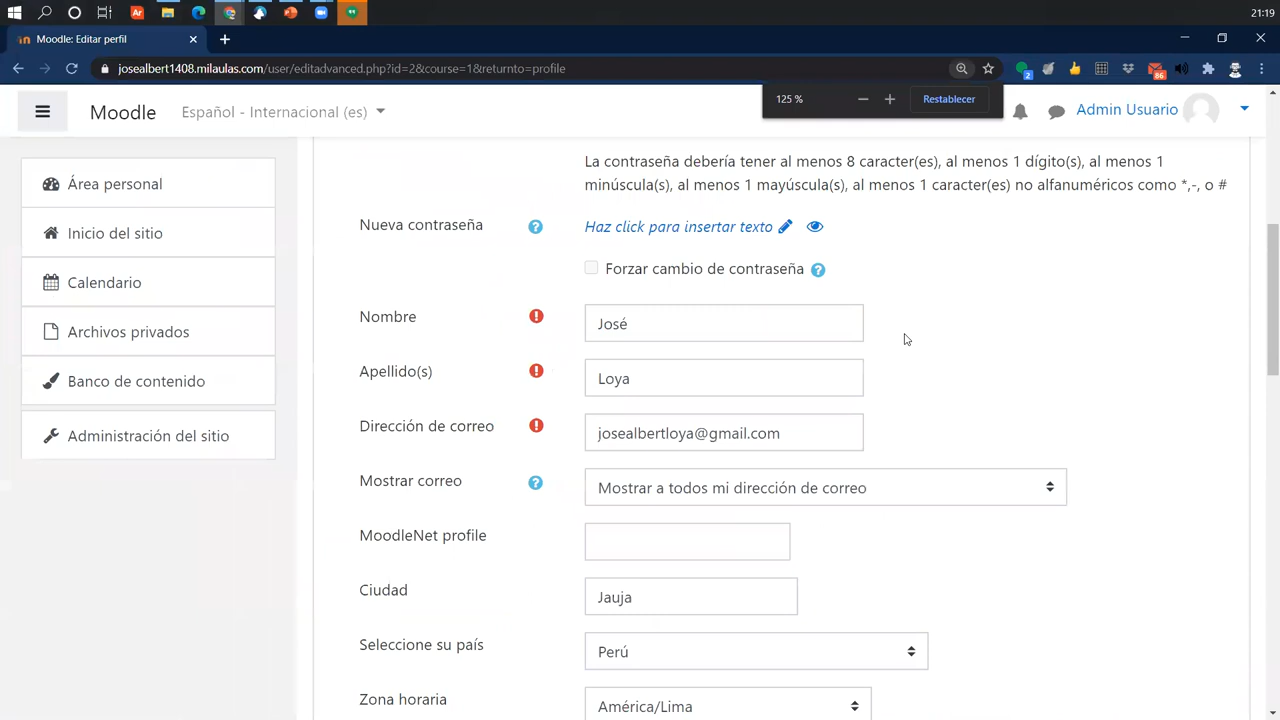 21:19
Moodle: Editar perfil
josealbert1408.milaulas.com/user/editadvanced.php?id=2&course=1&returnto=profile
2
86
125 %
Restablecer
Moodle
Español - Internacional (es)
Admin Usuario
Área personal
Inicio del sitio
Calendario
Archivos privados
Banco de contenido
Administración del sitio
La contraseña debería tener al menos 8 caracter(es), al menos 1 dígito(s), al menos 1
minúscula(s), al menos 1 mayúscula(s), al menos 1 caracter(es) no alfanuméricos como *,-, o #
Nueva contraseña
Haz click para insertar texto
Forzar cambio de contraseña
Nombre
José
Apellido(s)
Loya
Dirección de correo
josealbertloya@gmail.com
Mostrar correo
Mostrar a todos mi dirección de correo
MoodleNet profile
Ciudad
Jauja
Seleccione su país
Perú
Zona horaria
América/Lima